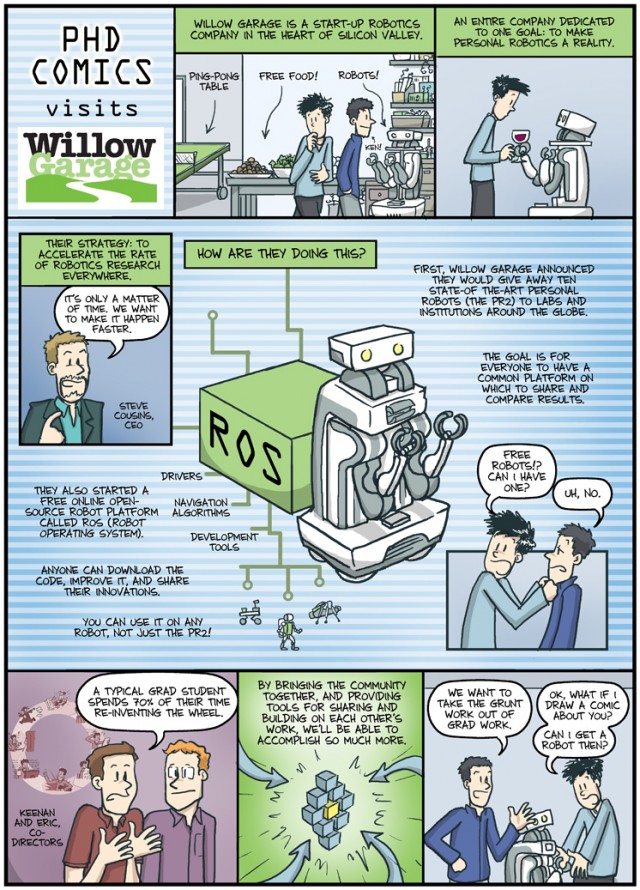 PHD
COMICS
visits
Willow
Garage
WILLOW GARAGE IS A START-UP ROBOTICS
COMPANY IN THE HEART OF SILICON VALLEY.
PING-PONG
TABLE
FREE FOOD!
ROBOTS!
KEN!
AN ENTIRE COMPANY DEDICATED
TO ONE GOAL: TO MAKE
PERSONAL ROBOTICS A REALITY.
THEIR STRATEGY: TO
ACCELERATE THE RATE
OF ROBOTICS RESEARCH
EVERYWHERE.
IT'S ONLY A MATTER
OF TIME. WE WANT
TO MAKE IT HAPPEN
FASTER.
STEVE
COUSINS,
CEO
HOW ARE THEY DOING THIS?
FIRST, WILLOW GARAGE ANNOUNCED
THEY WOULD GIVE AWAY TEN
STATE-OF THE-ART PERSONAL
ROBOTS (THE PR2) TO LABS AND
INSTITUTIONS AROUND THE GLOBE.
THE GOAL IS FOR
EVERYONE TO HAVE A
COMMON PLATFORM ON
WHICH TO SHARE AND
COMPARE RESULTS.
ROS
FREE
ROBOTS!?
CAN I HAVE
ONE?
UH, NO.
THEY ALSO STARTED A
FREE ONLINE OPEN-
SOURCE ROBOT PLATFORM
CALLED ROS (ROBOT
OPERATING SYSTEM).
DRIVERS
NAVIGATION
ALGORITHMS
DEVELOPMENT
TOOLS
ANYONE CAN DOWNLOAD THE
CODE, IMPROVE IT, AND SHARE
THEIR INNOVATIONS.
YOU CAN USE IT ON ANY
ROBOT, NOT JUST THE PR2!
A TYPICAL GRAD STUDENT
SPENDS 70% OF THEIR TIME
RE-INVENTING THE WHEEL.
KEENAN
AND ERIC,
CO-
DIRECTORS
BY BRINGING THE COMMUNITY
TOGETHER, AND PROVIDING
TOOLS FOR SHARING AND
BUILDING ON EACH OTHER'S
WORK, WE'LL BE ABLE TO
ACCOMPLISH SO MUCH MORE.
WE WANT TO
TAKE THE GRUNT
WORK OUT OF
GRAD WORK.
OK, WHAT IF I
DRAW A COMIC
ABOUT YOU?
CAN I GET A
ROBOT THEN?